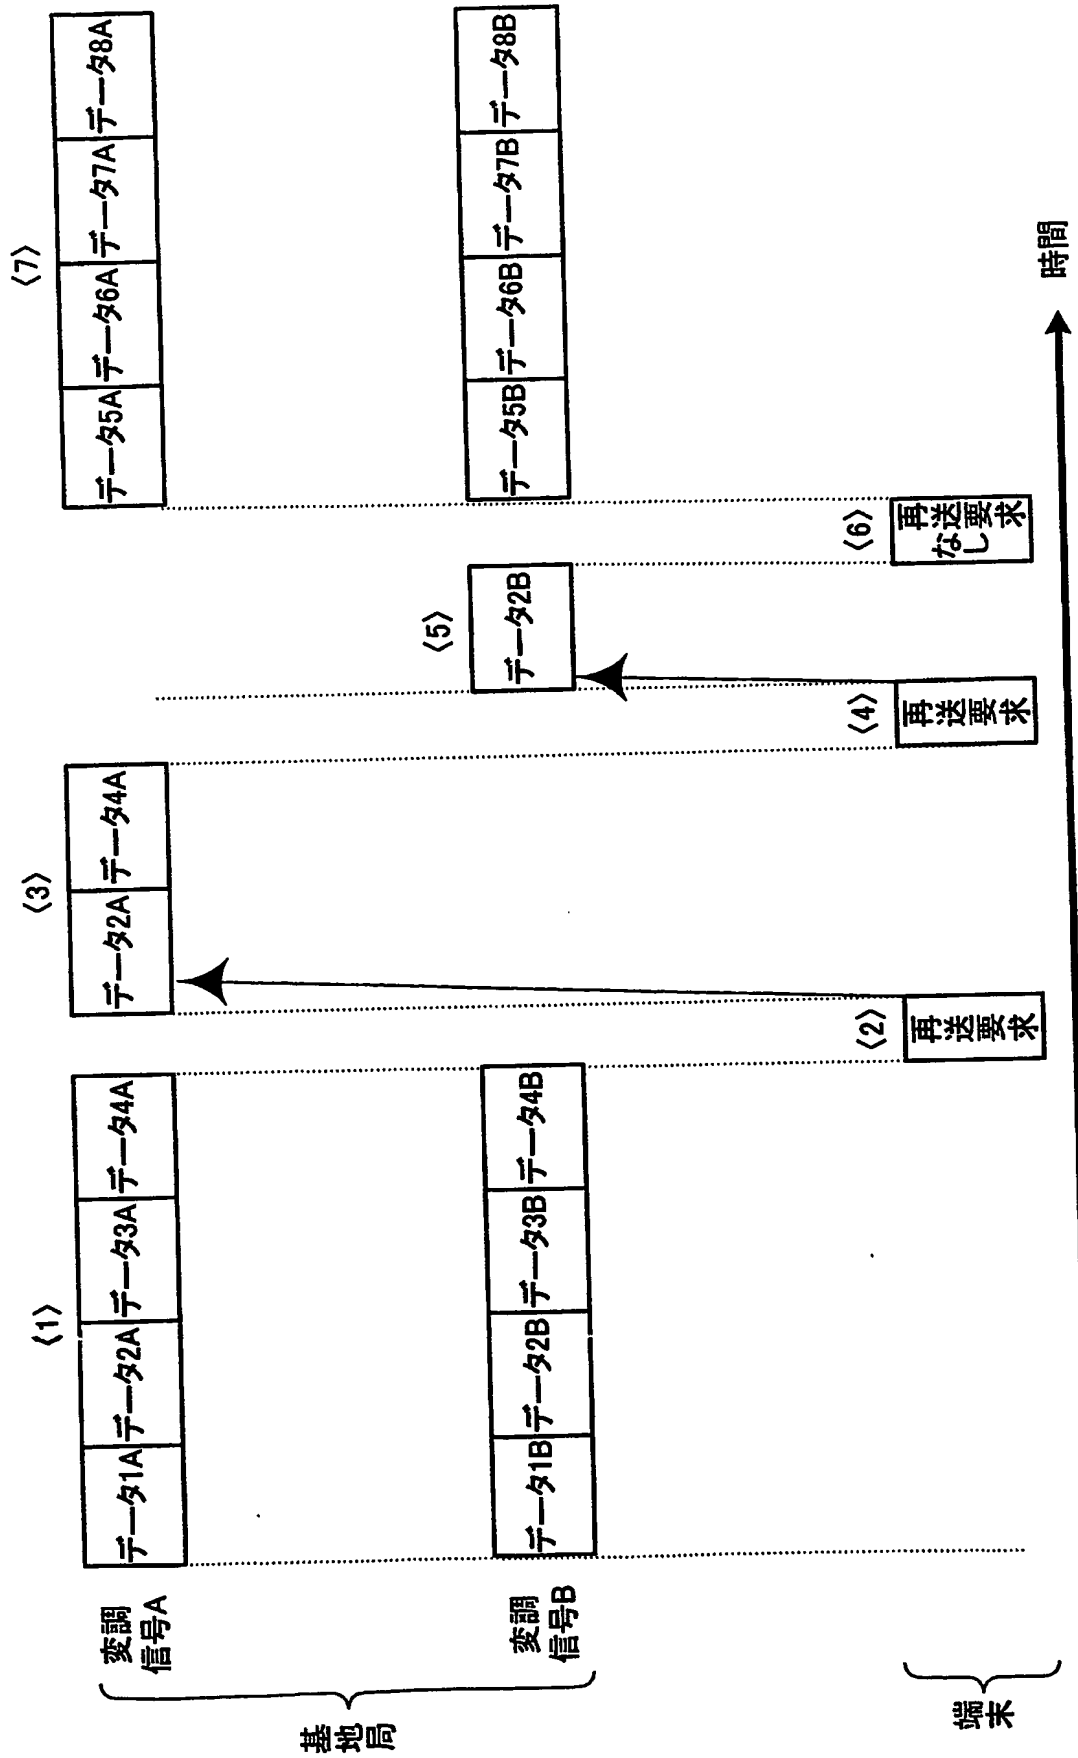 〈1〉
〈3〉
〈7〉
変調
信号A
データ1A
データ2A
データ3A
データ4A
データ2A
データ4A
データ5A
データ6A
データ7A
データ8A
基地局
〈5〉
変調
信号B
データ1B
データ2B
データ3B
データ4B
データ2B
データ5B
データ6B
データ7B
データ8B
〈2〉
〈4〉
〈6〉
端末
再送要求
再送要求
再送要求
なし
時間